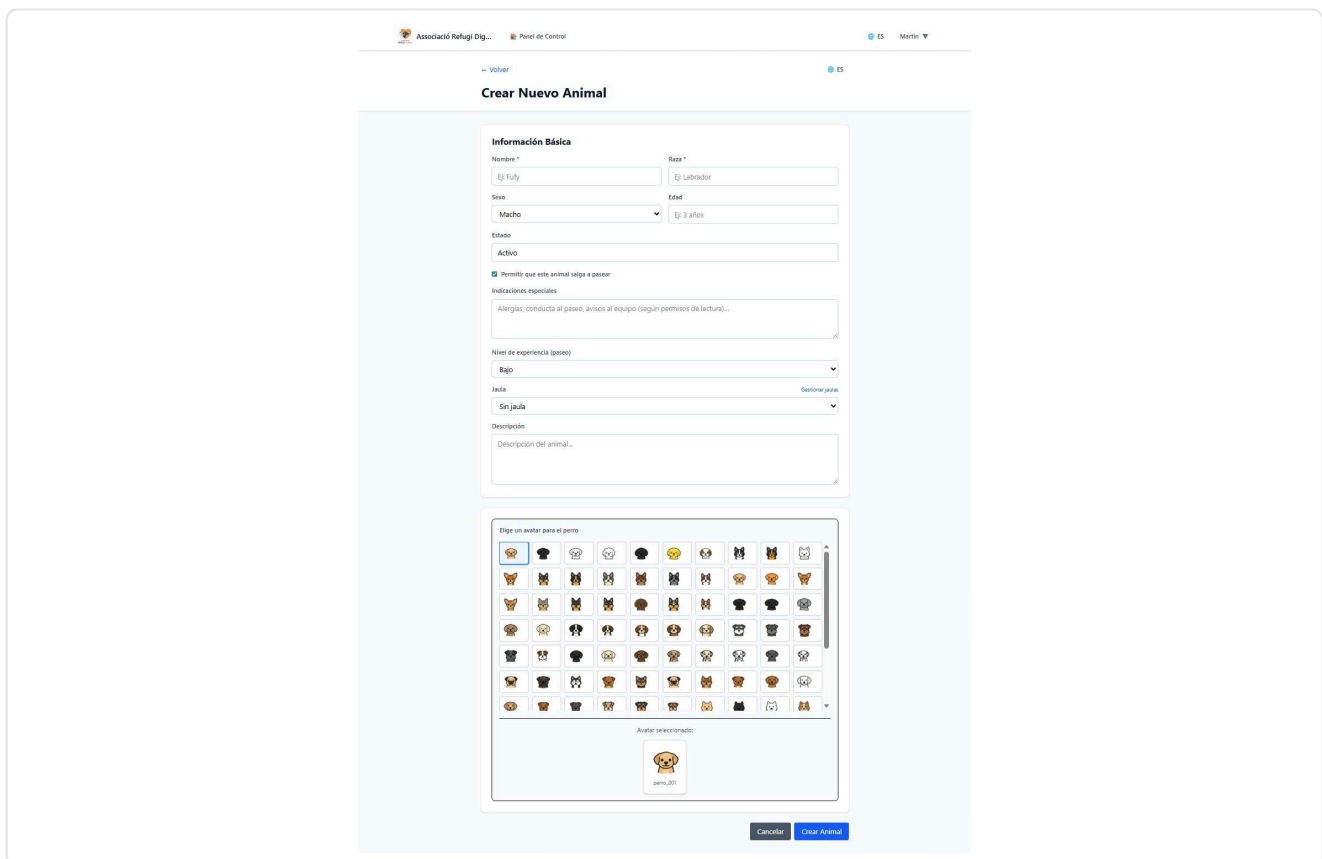 Associació Refugi Dig... Panel de Control ES Martin ▼
← Volver ES
Crear Nuevo Animal
Información Básica
Nombre * Raza *
Ej: Fufy Ej: Labrador
Sexo Edad
Macho Ej: 3 años
Estado
Activo
Permitir que este animal salga a pasear
Indicaciones especiales
Alergias, conducta al paseo, avisos al equipo (según permisos de lectura)...
Nivel de experiencia (paseo)
Bajo
Jaula Gestionar jaulas
Sin jaula
Descripción
Descripción del animal...
Elige un avatar para el perro
Avatar seleccionado:
perro_001
Cancelar Crear Animal